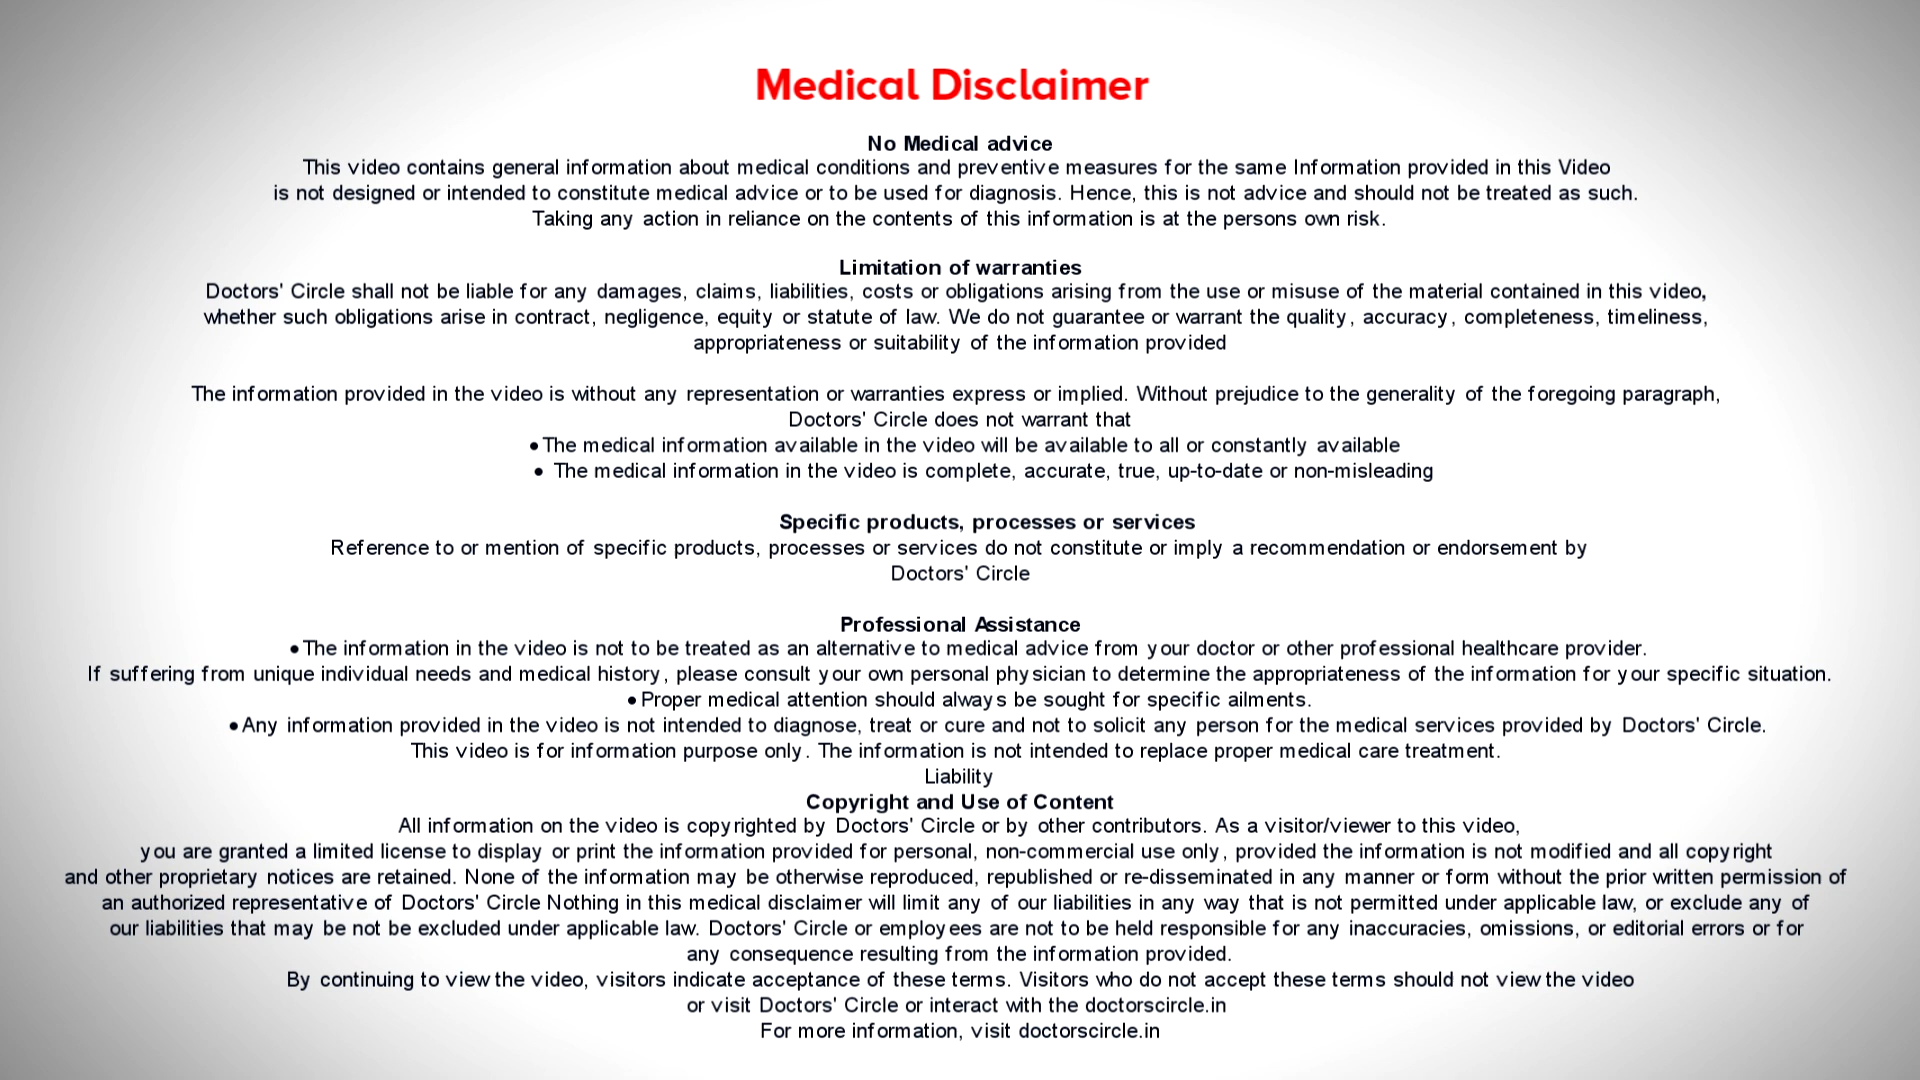 Medical Disclaimer
No Medical advice
This video contains general information about medical conditions and preventive measures for the same Information provided in this Video
is not designed or intended to constitute medical advice or to be used for diagnosis. Hence, this is not advice and should not be treated as such.
Taking any action in reliance on the contents of this information is at the persons own risk.
Limitation of warranties
Doctors' Circle shall not be liable for any damages, claims, liabilities, costs or obligations arising from the use or misuse of the material contained in this video,
whether such obligations arise in contract, negligence, equity or statute of law. We do not guarantee or warrant the quality, accuracy, completeness, timeliness,
appropriateness or suitability of the information provided
The information provided in the video is without any representation or warranties express or implied. Without prejudice to the generality of the foregoing paragraph,
Doctors' Circle does not warrant that
• The medical information available in the video will be available to all or constantly available
• The medical information in the video is complete, accurate, true, up-to-date or non-misleading
Specific products, processes or services
Reference to or mention of specific products, processes or services do not constitute or imply a recommendation or endorsement by
Doctors' Circle
Professional Assistance
• The information in the video is not to be treated as an alternative to medical advice from your doctor or other professional healthcare provider.
If suffering from unique individual needs and medical history, please consult your own personal physician to determine the appropriateness of the information for your specific situation.
• Proper medical attention should always be sought for specific ailments.
• Any information provided in the video is not intended to diagnose, treat or cure and not to solicit any person for the medical services provided by Doctors' Circle.
This video is for information purpose only. The information is not intended to replace proper medical care treatment.
Liability
Copyright and Use of Content
All information on the video is copyrighted by Doctors' Circle or by other contributors. As a visitor/viewer to this video,
you are granted a limited license to display or print the information provided for personal, non-commercial use only, provided the information is not modified and all copyright
and other proprietary notices are retained. None of the information may be otherwise reproduced, republished or re-disseminated in any manner or form without the prior written permission of
an authorized representative of Doctors' Circle Nothing in this medical disclaimer will limit any of our liabilities in any way that is not permitted under applicable law, or exclude any of
our liabilities that may be not be excluded under applicable law. Doctors' Circle or employees are not to be held responsible for any inaccuracies, omissions, or editorial errors or for
any consequence resulting from the information provided.
By continuing to view the video, visitors indicate acceptance of these terms. Visitors who do not accept these terms should not view the video
or visit Doctors' Circle or interact with the doctorscircle.in
For more information, visit doctorscircle.in